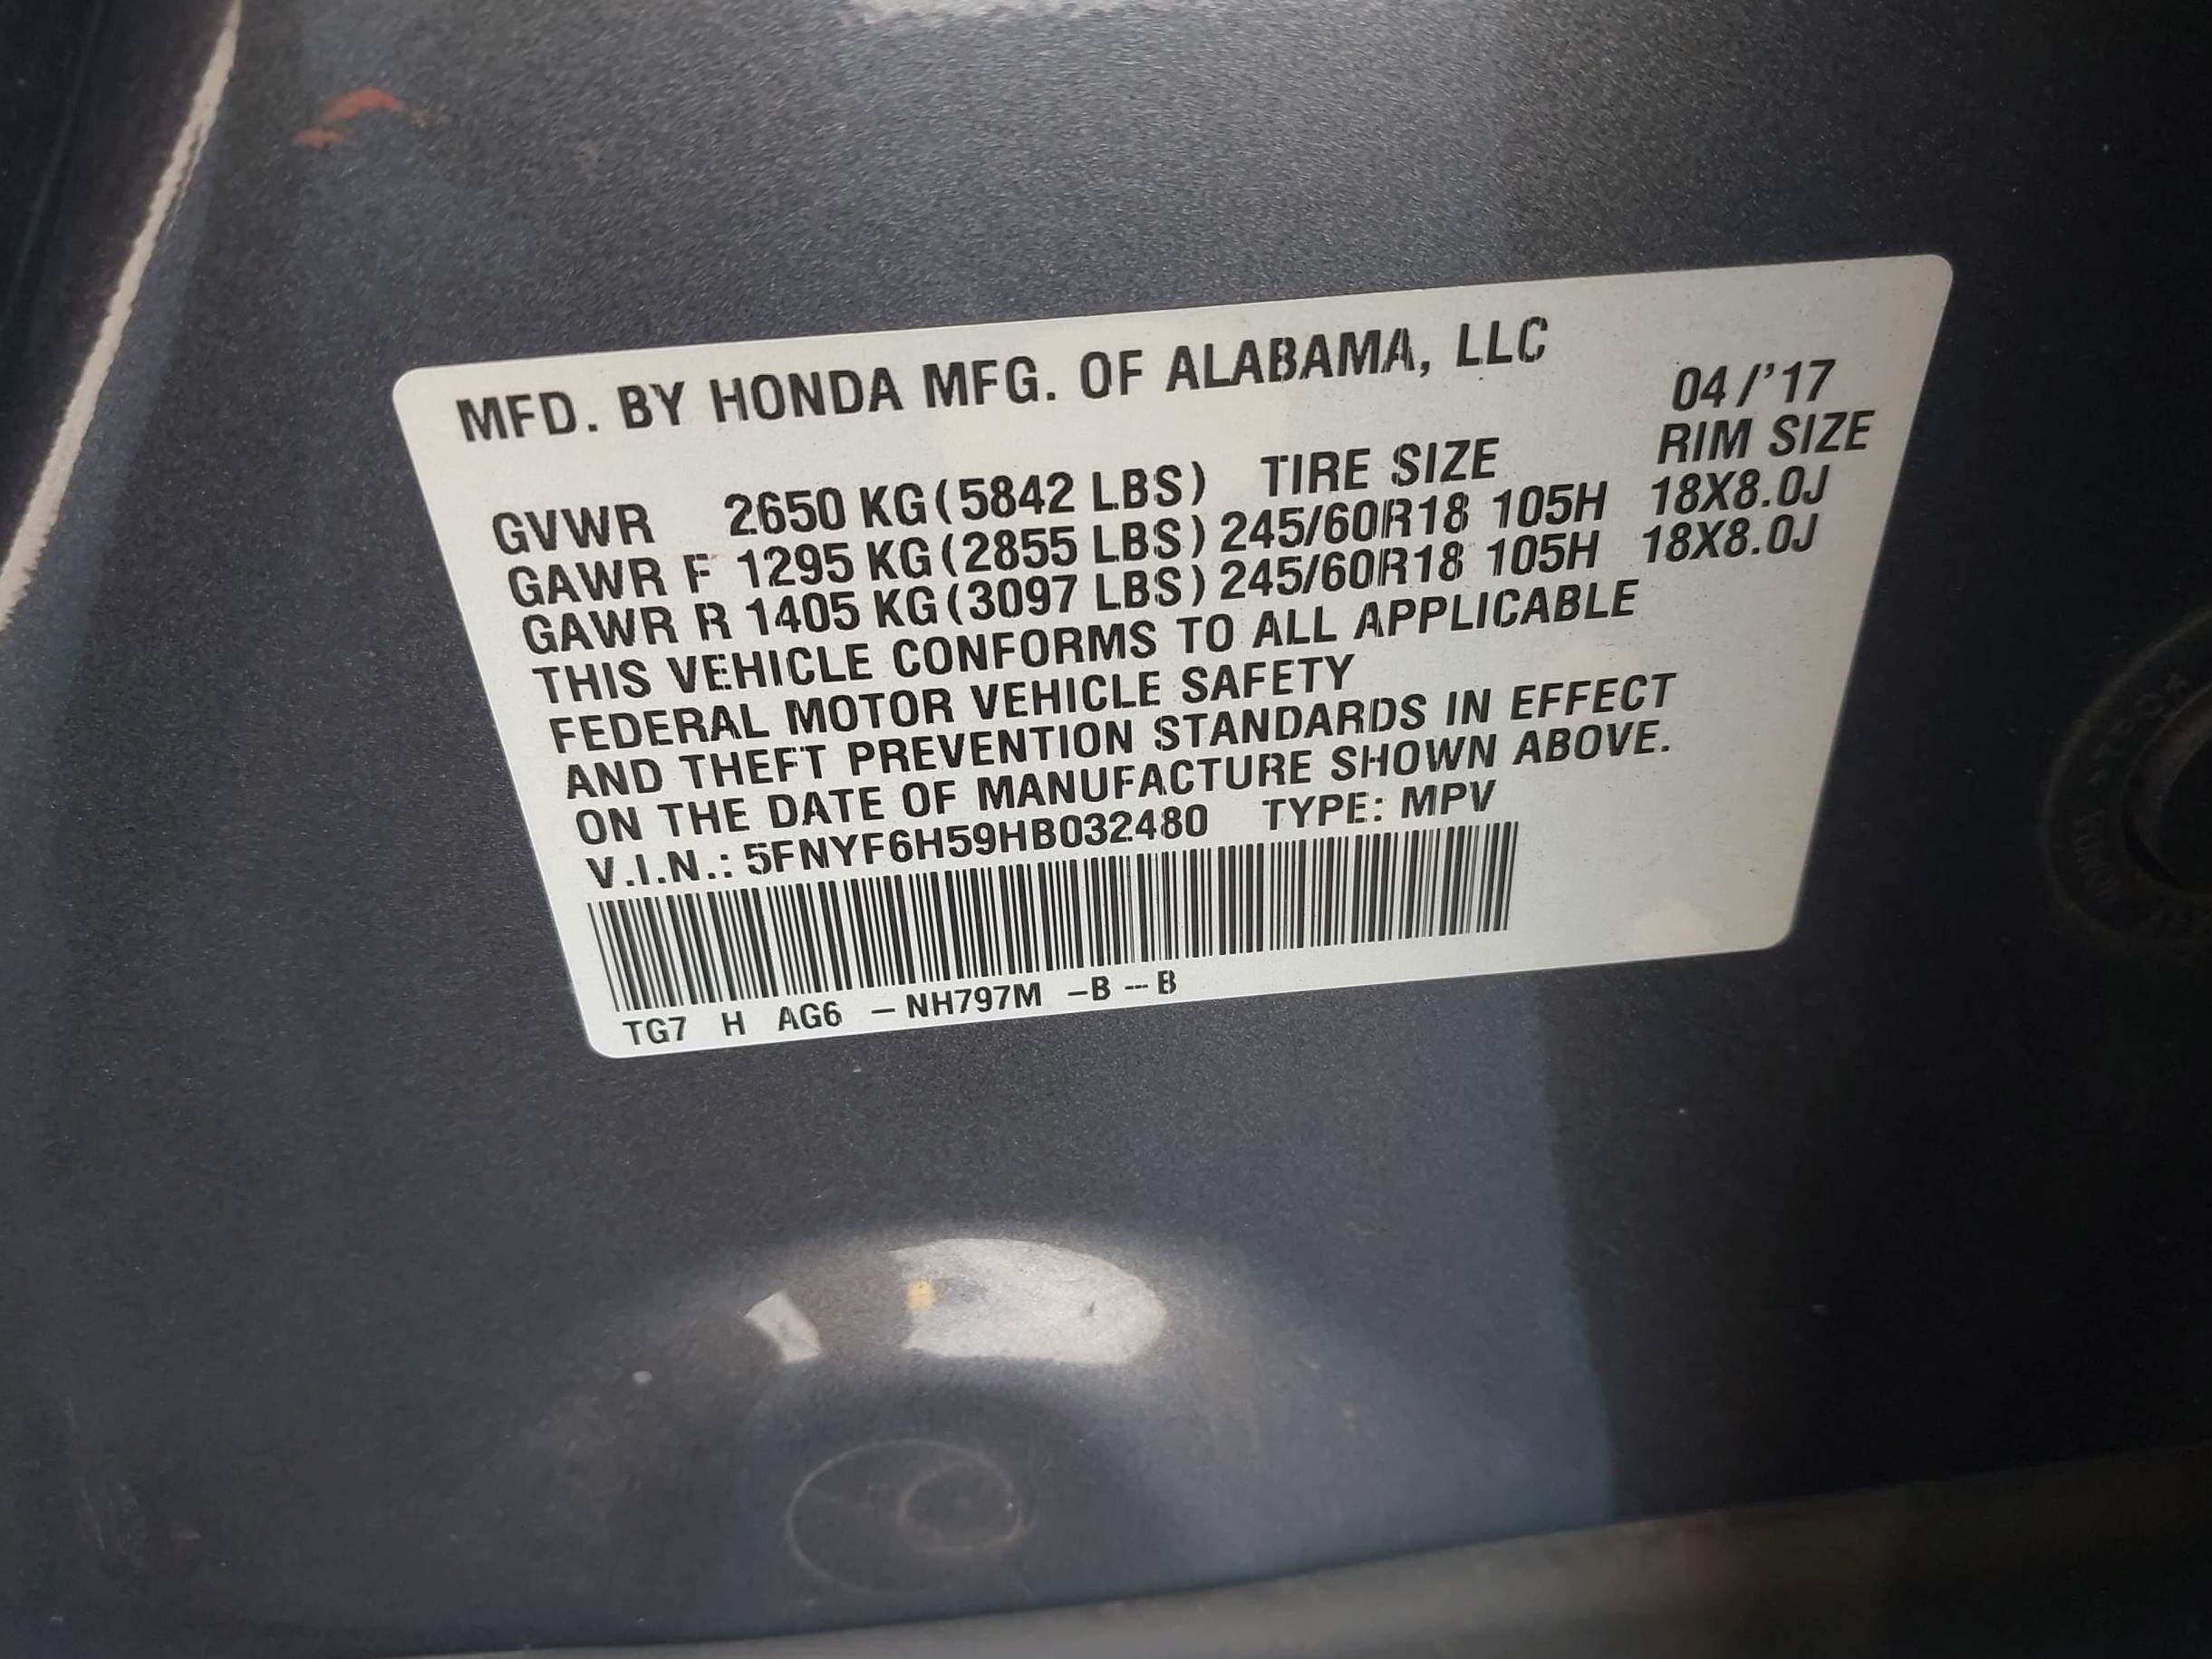 MFD. BY HONDA MFG. OF ALABAMA, LLC
04/'17
GVWR 2650 KG(5842 LBS) TIRE SIZE RIM SIZE
GAWR F 1295 KG(2855 LBS) 245/60R18 105H 18X8.0J
GAWR R 1405 KG(3097 LBS) 245/60R18 105H 18X8.0J
THIS VEHICLE CONFORMS TO ALL APPLICABLE
FEDERAL MOTOR VEHICLE SAFETY
AND THEFT PREVENTION STANDARDS IN EFFECT
ON THE DATE OF MANUFACTURE SHOWN ABOVE.
V.I.N.: 5FNYF6H59HB032480 TYPE: MPV
TG7 H AG6 – NH797M –B -- B